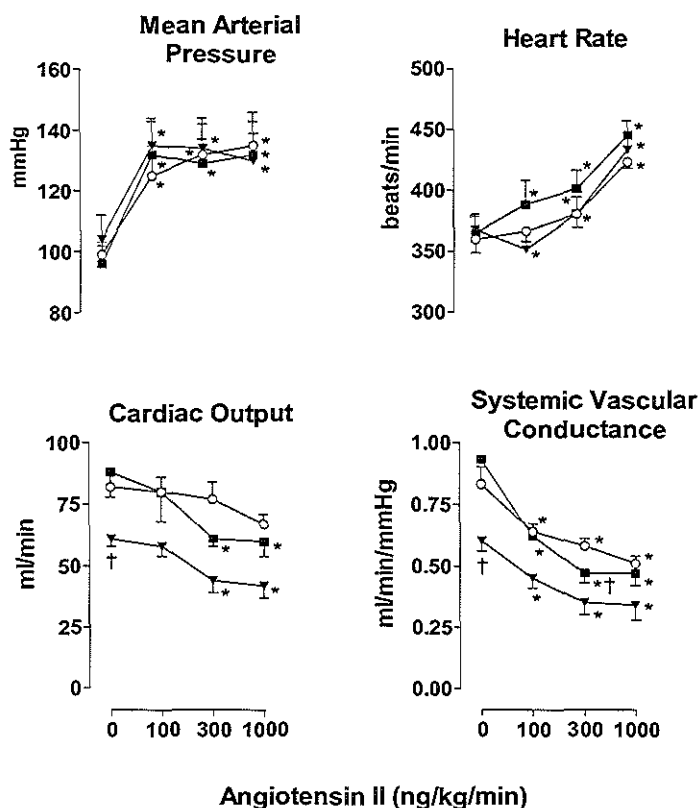 Mean Arterial
Pressure
160
140
120
100
80
mmHg
* * * * * * * * *
Heart Rate
500
450
400
350
300
beats/min
* * * * * * * * *
Cardiac Output
100
75
50
25
0
ml/min
† * * * *
0 100 300 1000
Systemic Vascular
Conductance
1.00
0.75
0.50
0.25
0.00
ml/min/mmHg
† * * * * * † * * * *
0 100 300 1000
Angiotensin II (ng/kg/min)